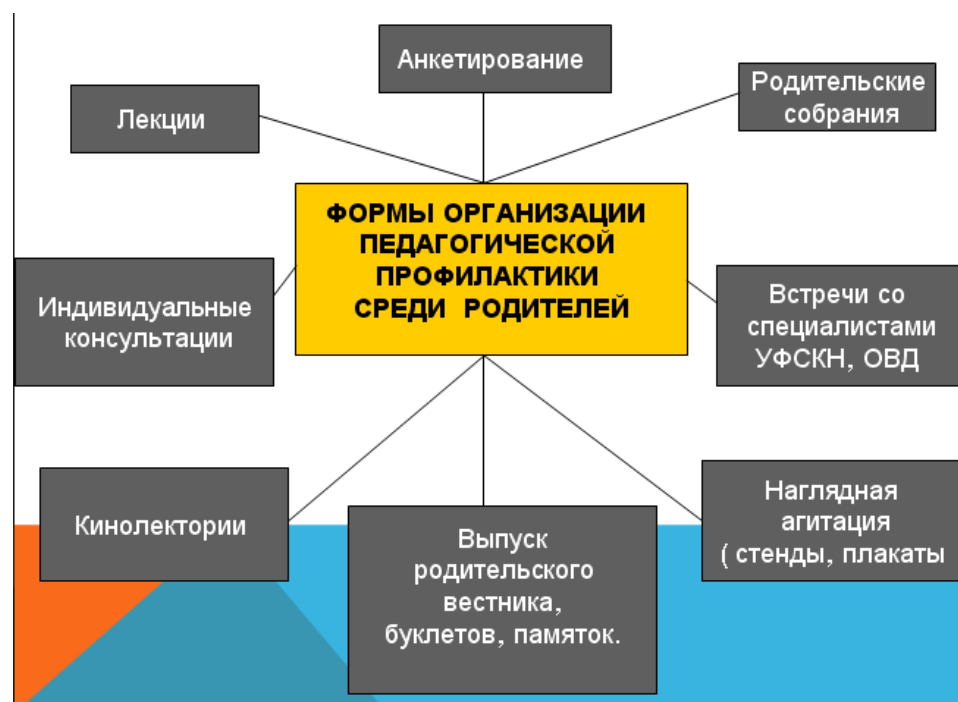 Анкетирование
Родительские
собрания
Лекции
ФОРМЫ ОРГАНИЗАЦИИ
ПЕДАГОГИЧЕСКОЙ
ПРОФИЛАКТИКИ
СРЕДИ РОДИТЕЛЕЙ
Индивидуальные
консультации
Встречи со
специалистами
УФСКН, ОВД
Кинолектории
Выпуск
родительского
вестника,
буклетов, памяток.
Наглядная
агитация
( стенды, плакаты